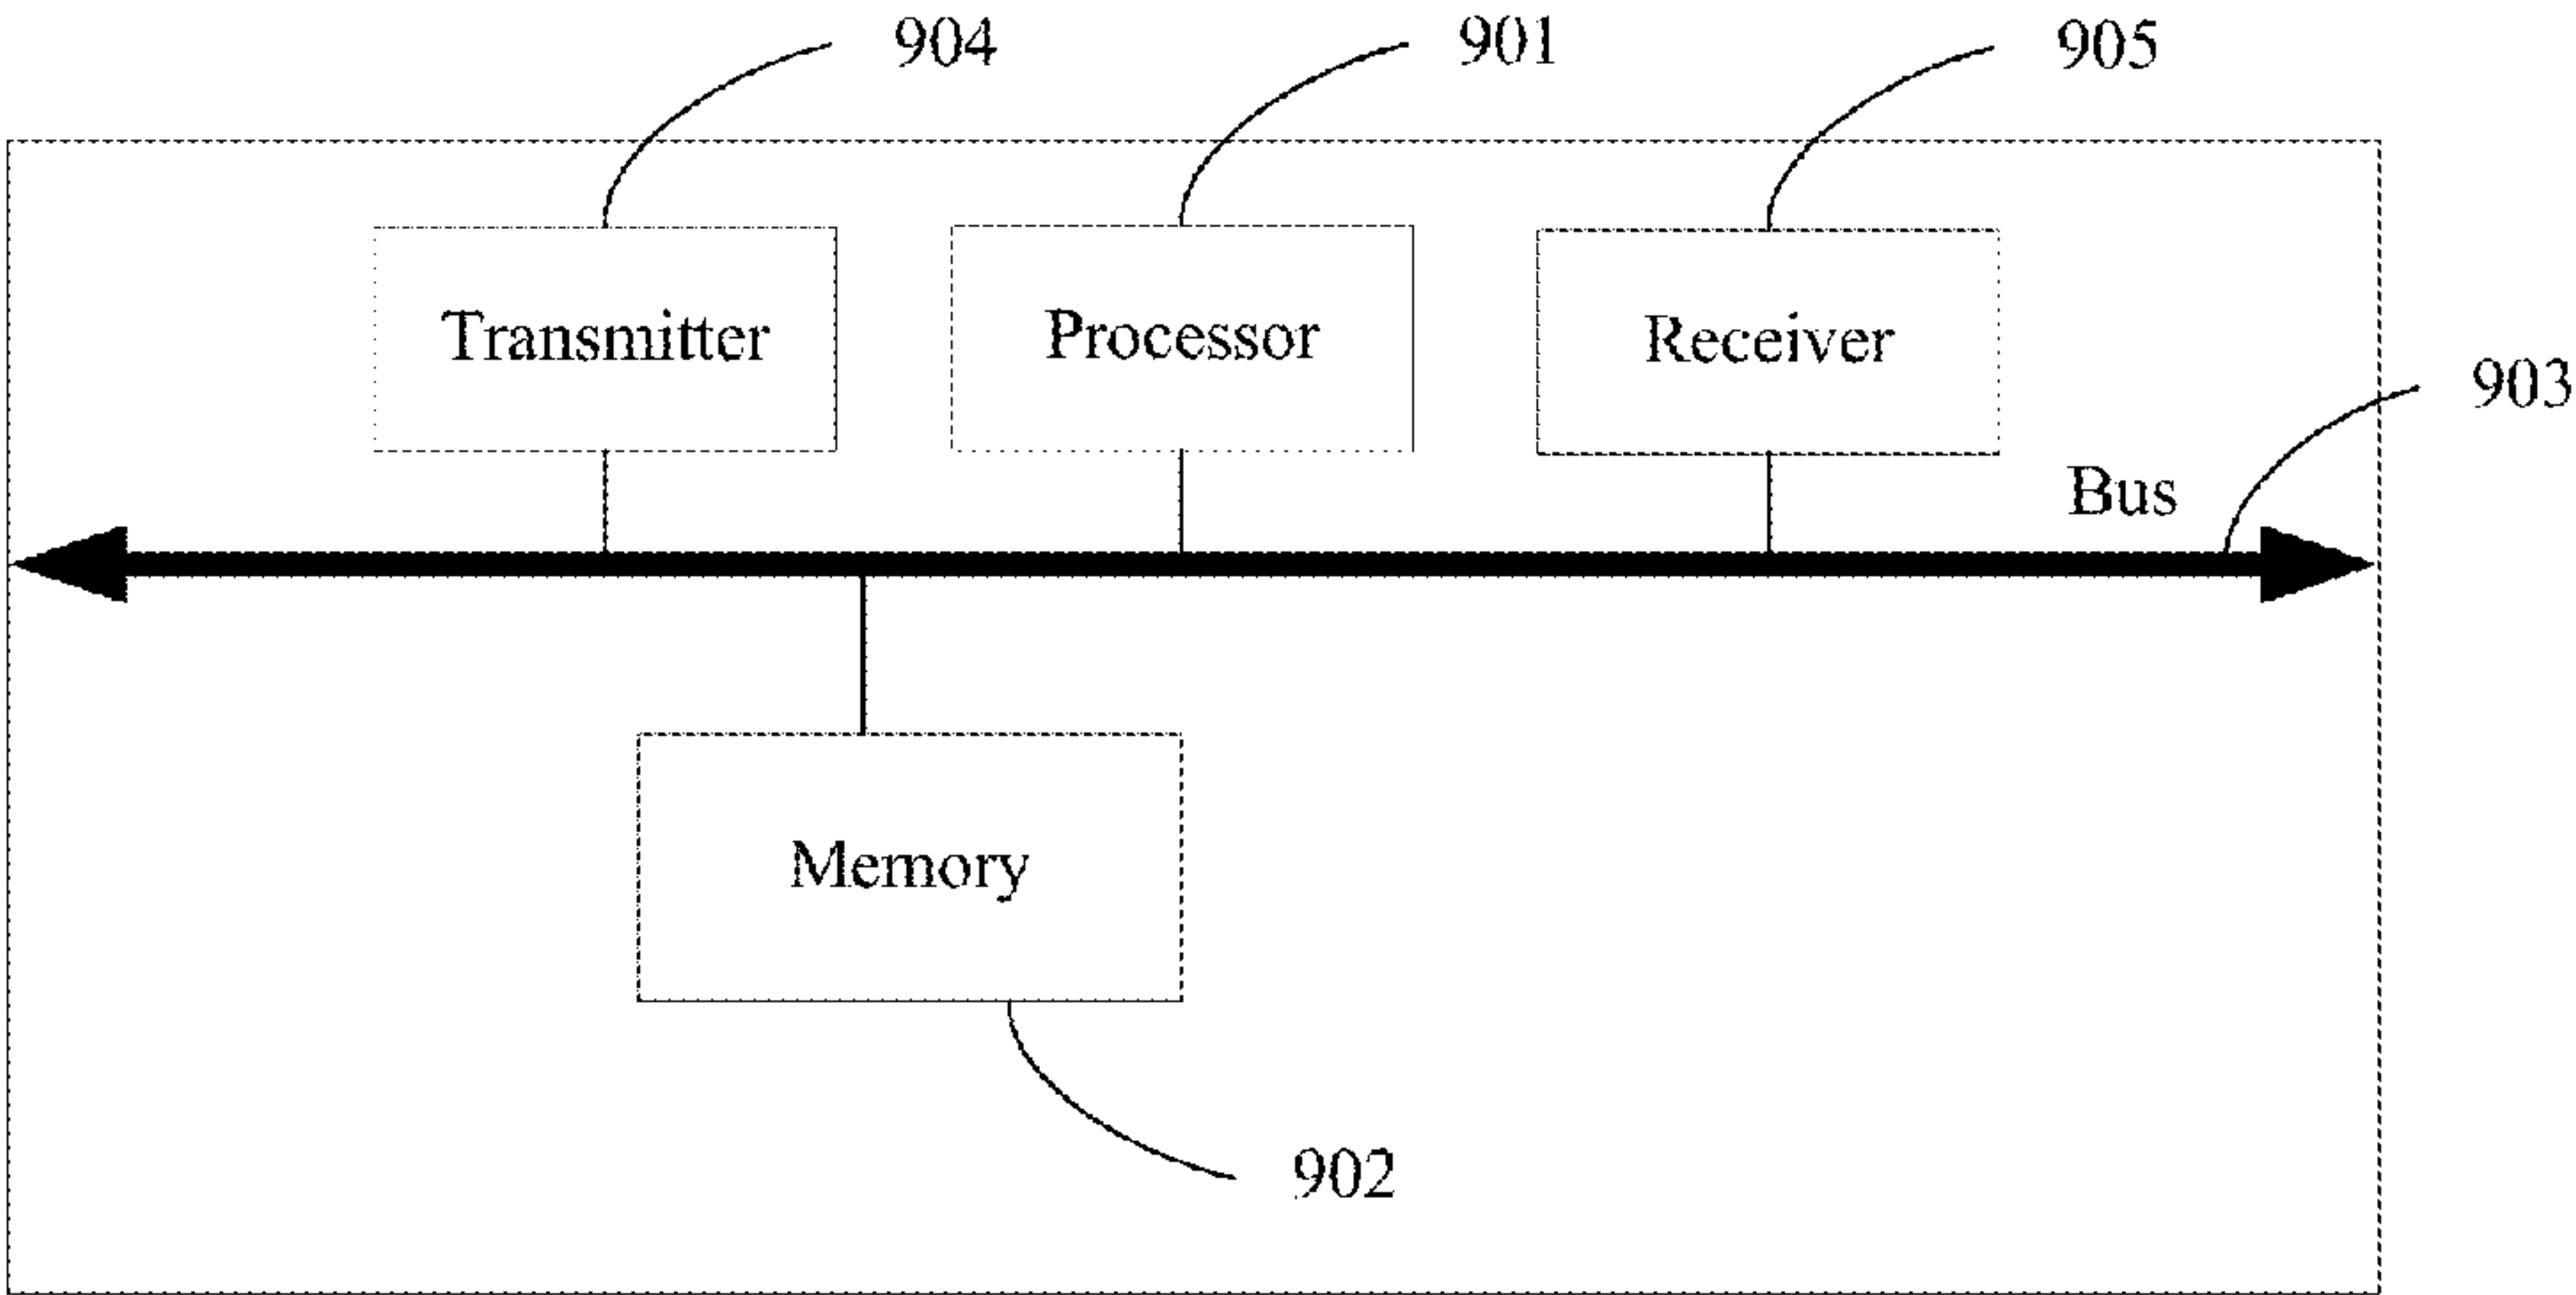 904
901
905
Transmitter
Processor
Receiver
903
Bus
Memory
902